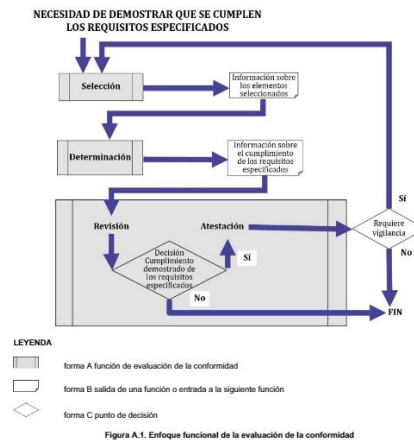 NECESIDAD DE DEMOSTRAR QUE SE CUMPLEN
LOS REQUISITOS ESPECIFICADOS
Selección
Información sobre
los elementos
seleccionados
Determinación
Información sobre
el cumplimiento de
los requisitos
especificados
Sí
Revisión
Atestación
Requiere
vigilancia
Decisión
Cumplimiento
demostrado de
los requisitos
especificados
Sí
No
No
FIN
LEYENDA
forma A función de evaluación de la conformidad
forma B salida de una función o entrada a la siguiente función
forma C punto de decisión
Figura A.1. Enfoque funcional de la evaluación de la conformidad